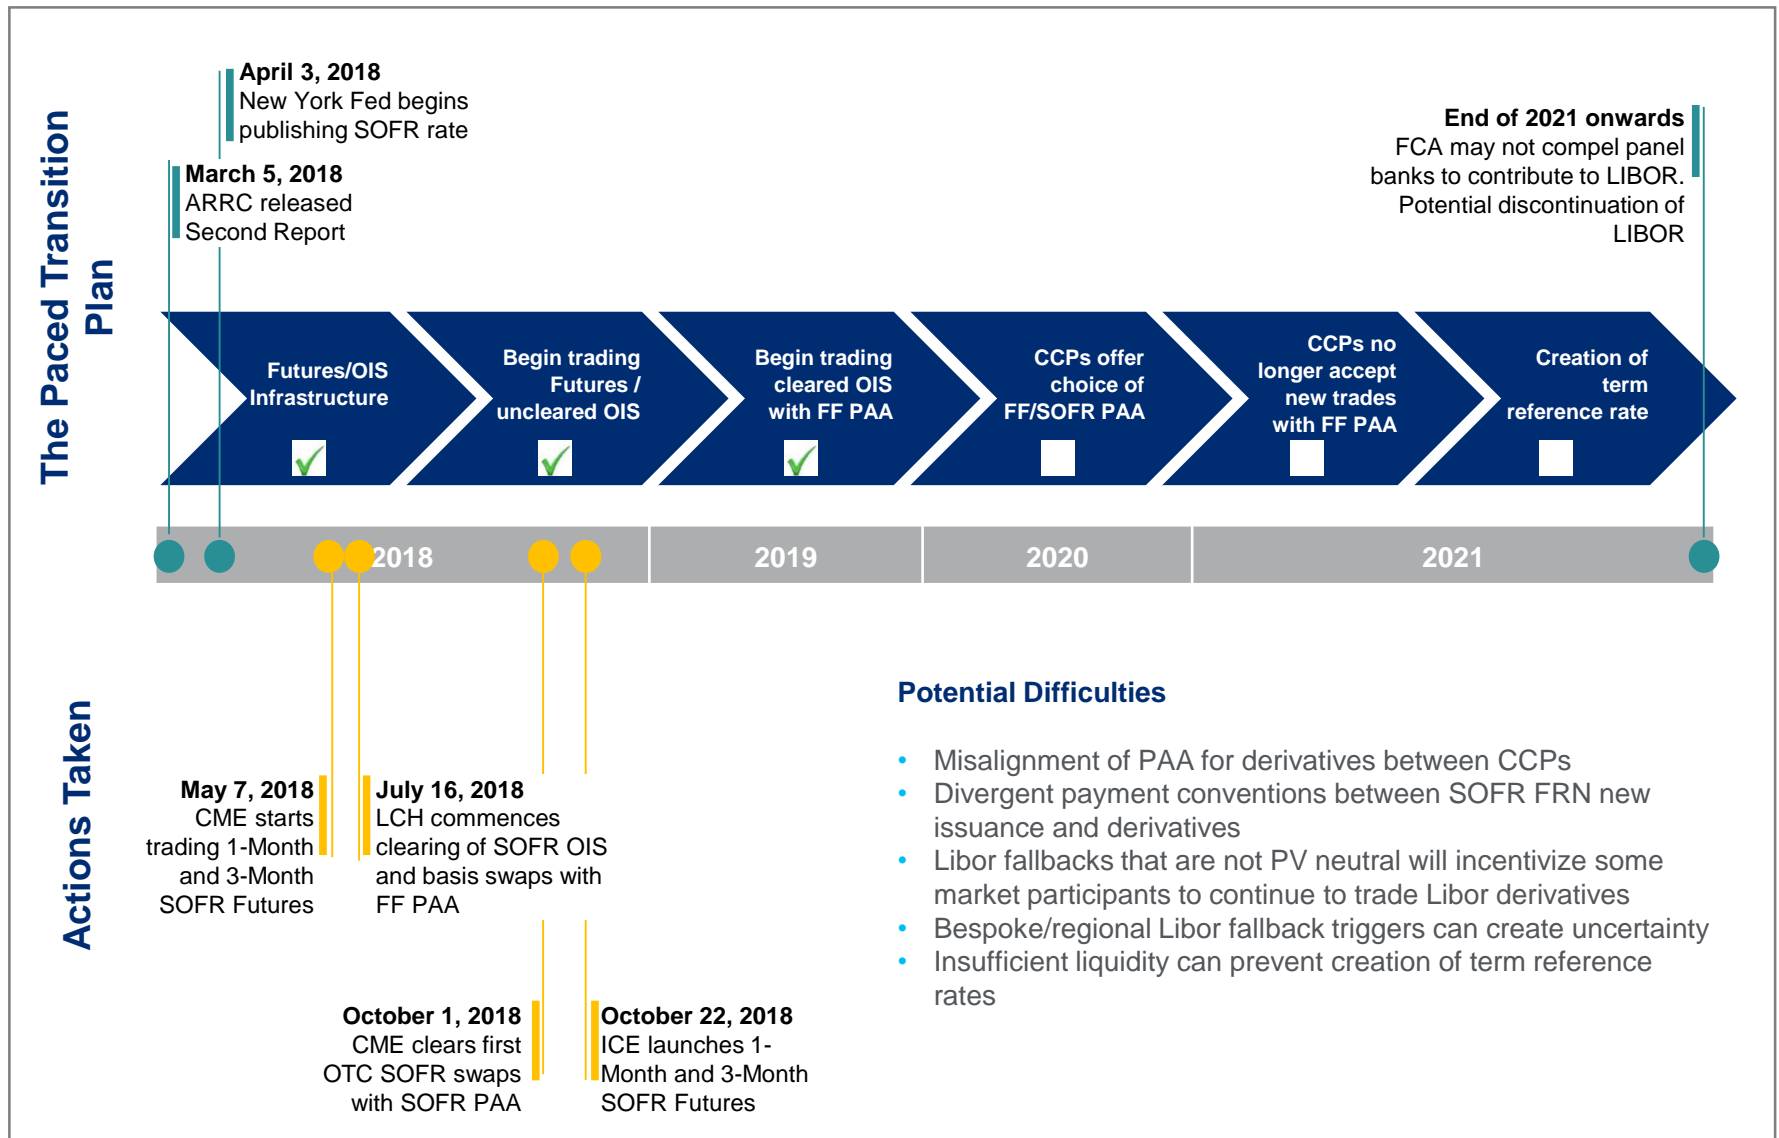 The Paced Transition
Plan
April 3, 2018
New York Fed begins
publishing SOFR rate
March 5, 2018
ARRC released
Second Report
End of 2021 onwards
FCA may not compel panel
banks to contribute to LIBOR.
Potential discontinuation of
LIBOR
Futures/OIS
Infrastructure
Begin trading
Futures /
uncleared OIS
Begin trading
cleared OIS
with FF PAA
CCPs offer
choice of
FF/SOFR PAA
CCPs no
longer accept
new trades
with FF PAA
Creation of
term
reference rate
2018
2019
2020
2021
Actions Taken
May 7, 2018
CME starts
trading 1-Month
and 3-Month
SOFR Futures
July 16, 2018
LCH commences
clearing of SOFR OIS
and basis swaps with
FF PAA
October 1, 2018
CME clears first
OTC SOFR swaps
with SOFR PAA
October 22, 2018
ICE launches 1-
Month and 3-Month
SOFR Futures
Potential Difficulties
• Misalignment of PAA for derivatives between CCPs
• Divergent payment conventions between SOFR FRN new
issuance and derivatives
• Libor fallbacks that are not PV neutral will incentivize some
market participants to continue to trade Libor derivatives
• Bespoke/regional Libor fallback triggers can create uncertainty
• Insufficient liquidity can prevent creation of term reference
rates